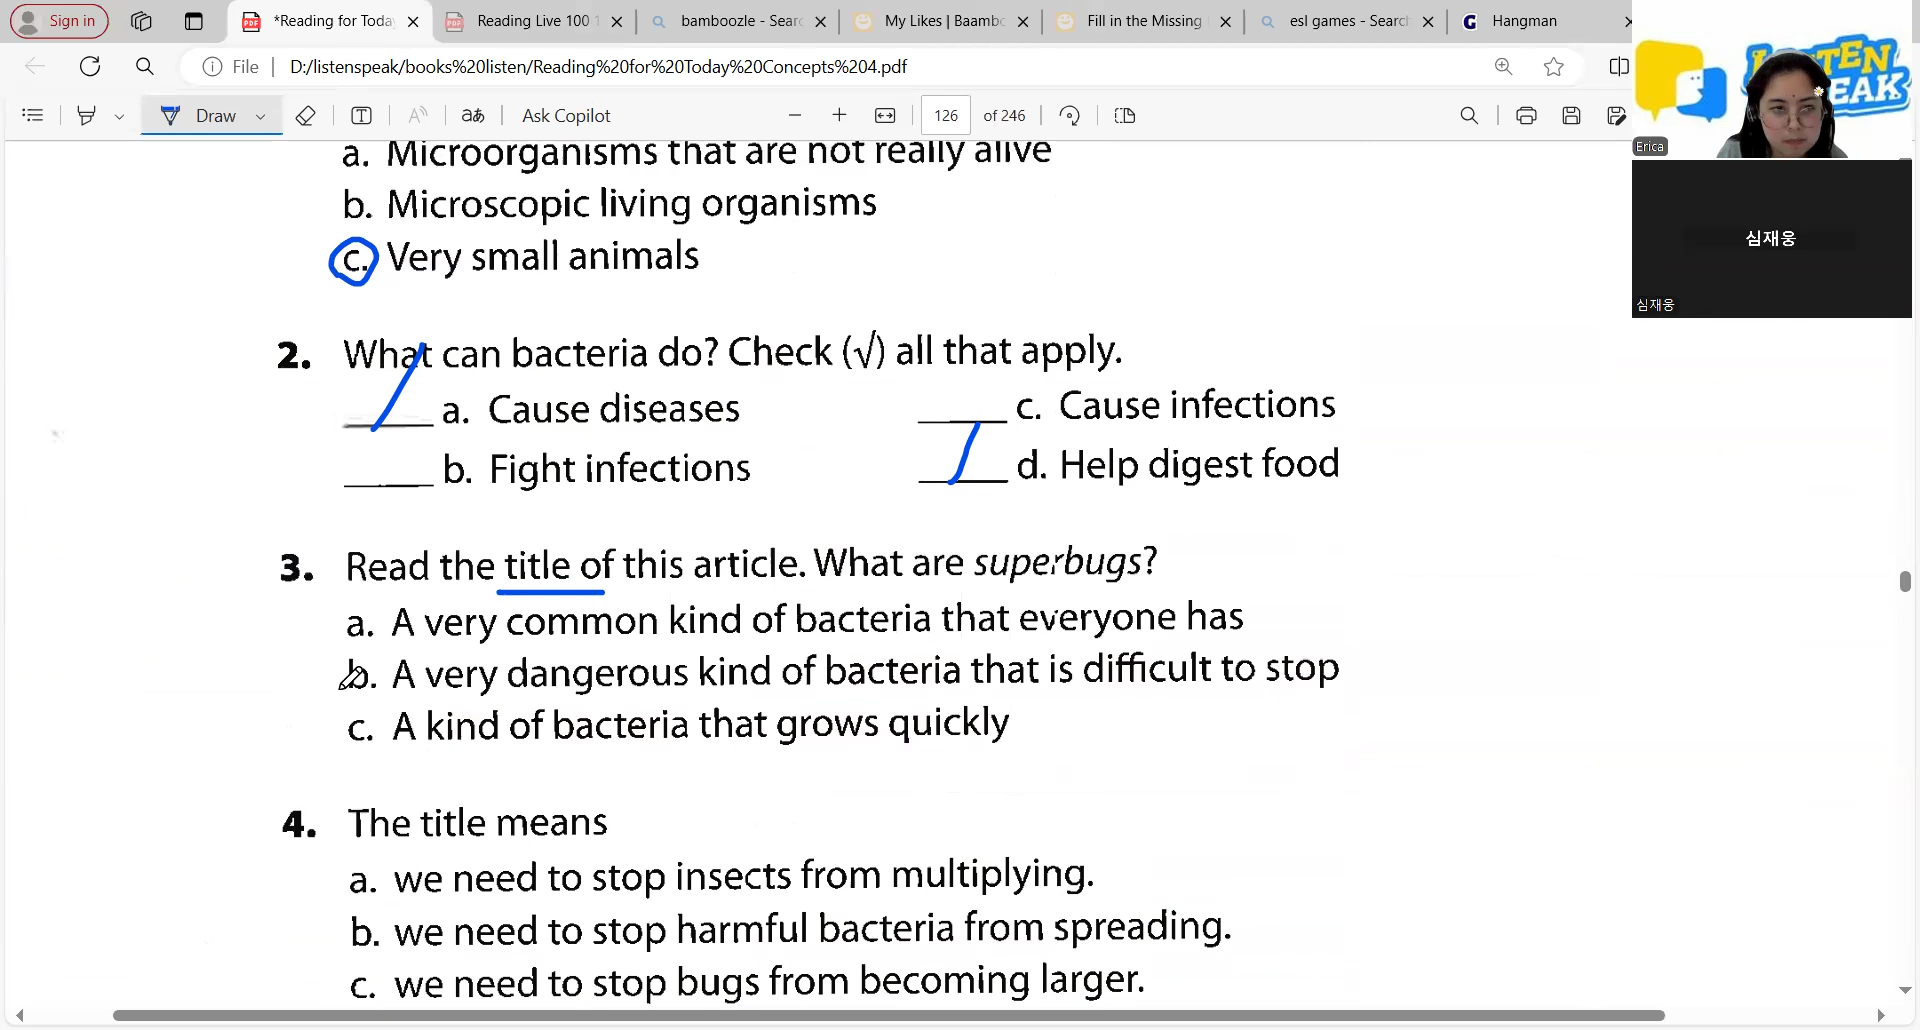 Sign in
*Reading for Toda
Reading Live 100 1
bamboozle - Searc
My Likes | Baambo
Fill in the Missing
esl games - Search
Hangman
File
D:/listenspeak/books%20listen/Reading%20for%20Today%20Concepts%204.pdf
Draw
Ask Copilot
126 of 246
LISTEN
EAK
Erica
심재웅
심재웅
a. Microorganisms that are not really alive
b. Microscopic living organisms
c. Very small animals
2. What can bacteria do? Check (√) all that apply.
a. Cause diseases
c. Cause infections
b. Fight infections
d. Help digest food
3. Read the title of this article. What are superbugs?
a. A very common kind of bacteria that everyone has
b. A very dangerous kind of bacteria that is difficult to stop
c. A kind of bacteria that grows quickly
4. The title means
a. we need to stop insects from multiplying.
b. we need to stop harmful bacteria from spreading.
c. we need to stop bugs from becoming larger.